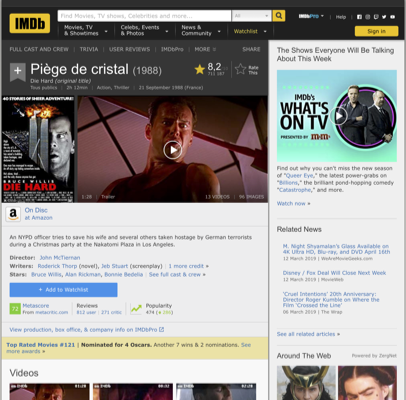 IMDb
Find Movies, TV shows, Celebrities and more...
All
Movies, TV
& Showtimes
Celebs, Events
& Photos
News &
Community
Watchlist
IMDbPro
Help
Sign in
FULL CAST AND CREW | TRIVIA | USER REVIEWS | IMDbPro | MORE
SHARE
Piège de cristal (1988)
Die Hard (original title)
Tous publics | 2h 12min | Action, Thriller | 21 September 1988 (France)
8,2
Rate
This
40 STORIES OF SHEER ADVENTURE!
BRUCE WILLIS
DIE HARD
1:28 | Trailer
13 VIDEOS | 96 IMAGES
On Disc
at Amazon
An NYPD officer tries to save his wife and several others taken hostage by German terrorists
during a Christmas party at the Nakatomi Plaza in Los Angeles.
Director: John McTiernan
Writers: Roderick Thorp (novel), Jeb Stuart (screenplay) | 1 more credit »
Stars: Bruce Willis, Alan Rickman, Bonnie Bedelia | See full cast & crew »
+ Add to Watchlist
72
Metascore
From metacritic.com
Reviews
812 user | 271 critic
Popularity
View production, box office, & company info on IMDbPro
Top Rated Movies #121 | Nominated for 4 Oscars. Another 7 wins & 2 nominations. See
more awards »
Videos
The Shows Everyone Will Be Talking
About This Week
IMDb's
WHAT'S
ON TV
PRESENTED BY M&M's
Find out why you can't miss the new season
of "Queer Eye," the latest power-grabs on
"Billions," the brilliant pond-hopping comedy
"Catastrophe," and more.
Watch now »
Related News
M. Night Shyamalan's Glass Available on
4K Ultra HD, Blu-ray, and DVD April 16th
12 March 2019 | WeAreMovieGeeks.com
Disney / Fox Deal Will Close Next Week
12 March 2019 | MovieWeb
'Cruel Intentions' 20th Anniversary:
Director Roger Kumble on Where the
Film 'Crossed the Line'
06 March 2019 | The Wrap
See all related articles »
Around The Web
Powered by ZergNet